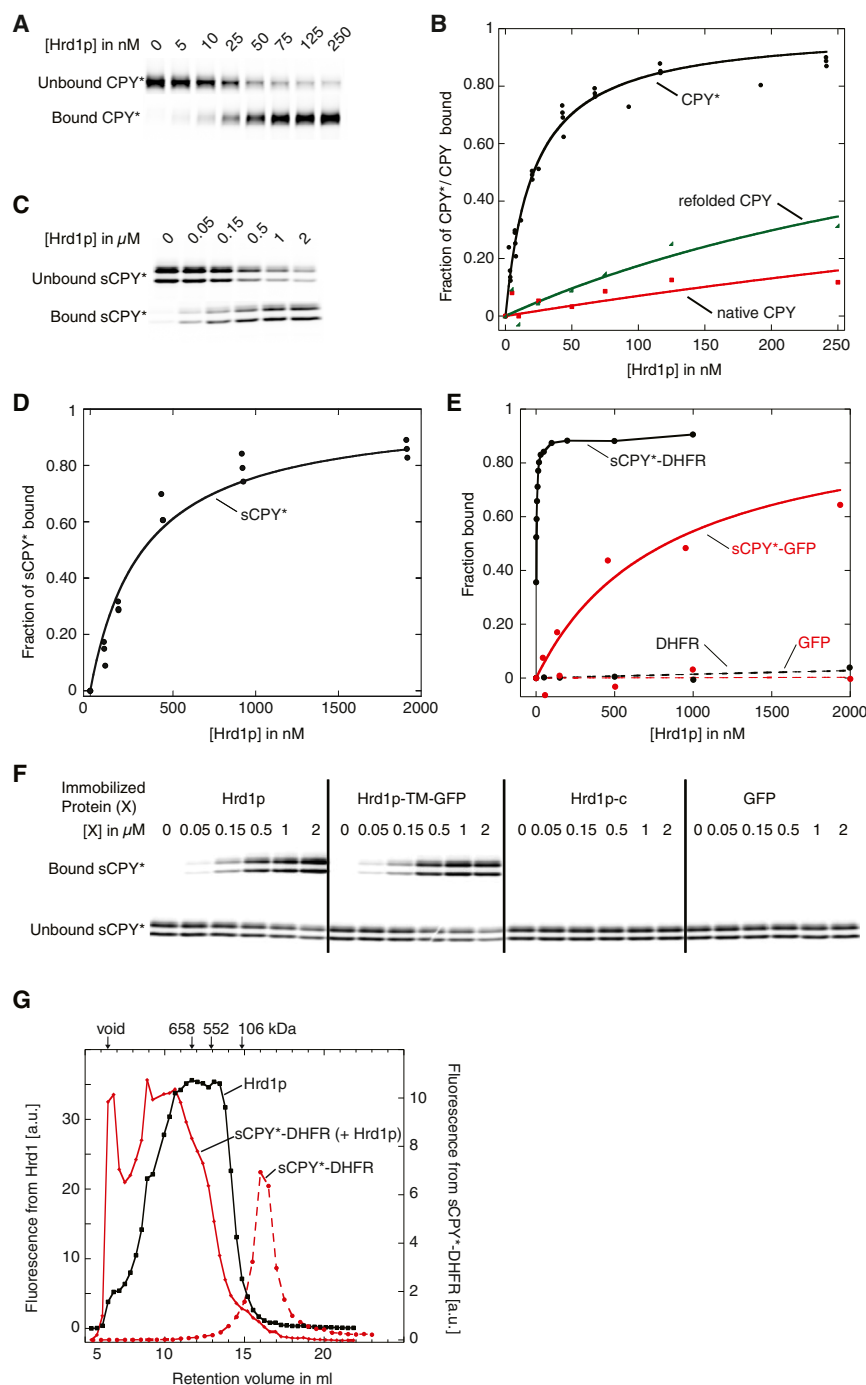 A
[Hrd1p] in nM
0 5 10 25 50 75 125 250
Unbound CPY*
Bound CPY*
B
Fraction of CPY*/ CPY bound
1
0.80
0.60
0.40
0.20
0
CPY*
refolded CPY
native CPY
0 50 100 150 200 250
[Hrd1p] in nM
C
[Hrd1p] in µM
0 0.05 0.15 0.5 1 2
Unbound sCPY*
Bound sCPY*
D
Fraction of sCPY* bound
1
0.80
0.60
0.40
0.20
0
sCPY*
0 500 1000 1500 2000
[Hrd1p] in nM
E
Fraction bound
1
0.80
0.60
0.40
0.20
0
sCPY*-DHFR
sCPY*-GFP
DHFR
GFP
0 500 1000 1500 2000
[Hrd1p] in nM
F
Immobilized
Protein (X)
Hrd1p Hrd1p-TM-GFP Hrd1p-c GFP
[X] in µM 0 0.05 0.15 0.5 1 2 0 0.05 0.15 0.5 1 2 0 0.05 0.15 0.5 1 2 0 0.05 0.15 0.5 1 2
Bound sCPY*
Unbound sCPY*
G
void 658 552 106 kDa
Fluorescence from Hrd1 [a.u.]
30
20
30
10
0
Hrd1p
sCPY*-DHFR (+ Hrd1p)
sCPY*-DHFR
10
8
6
4
2
0
Fluorescence from sCPY*-DHFR [a.u.]
5 10 15 20
Retention volume in ml